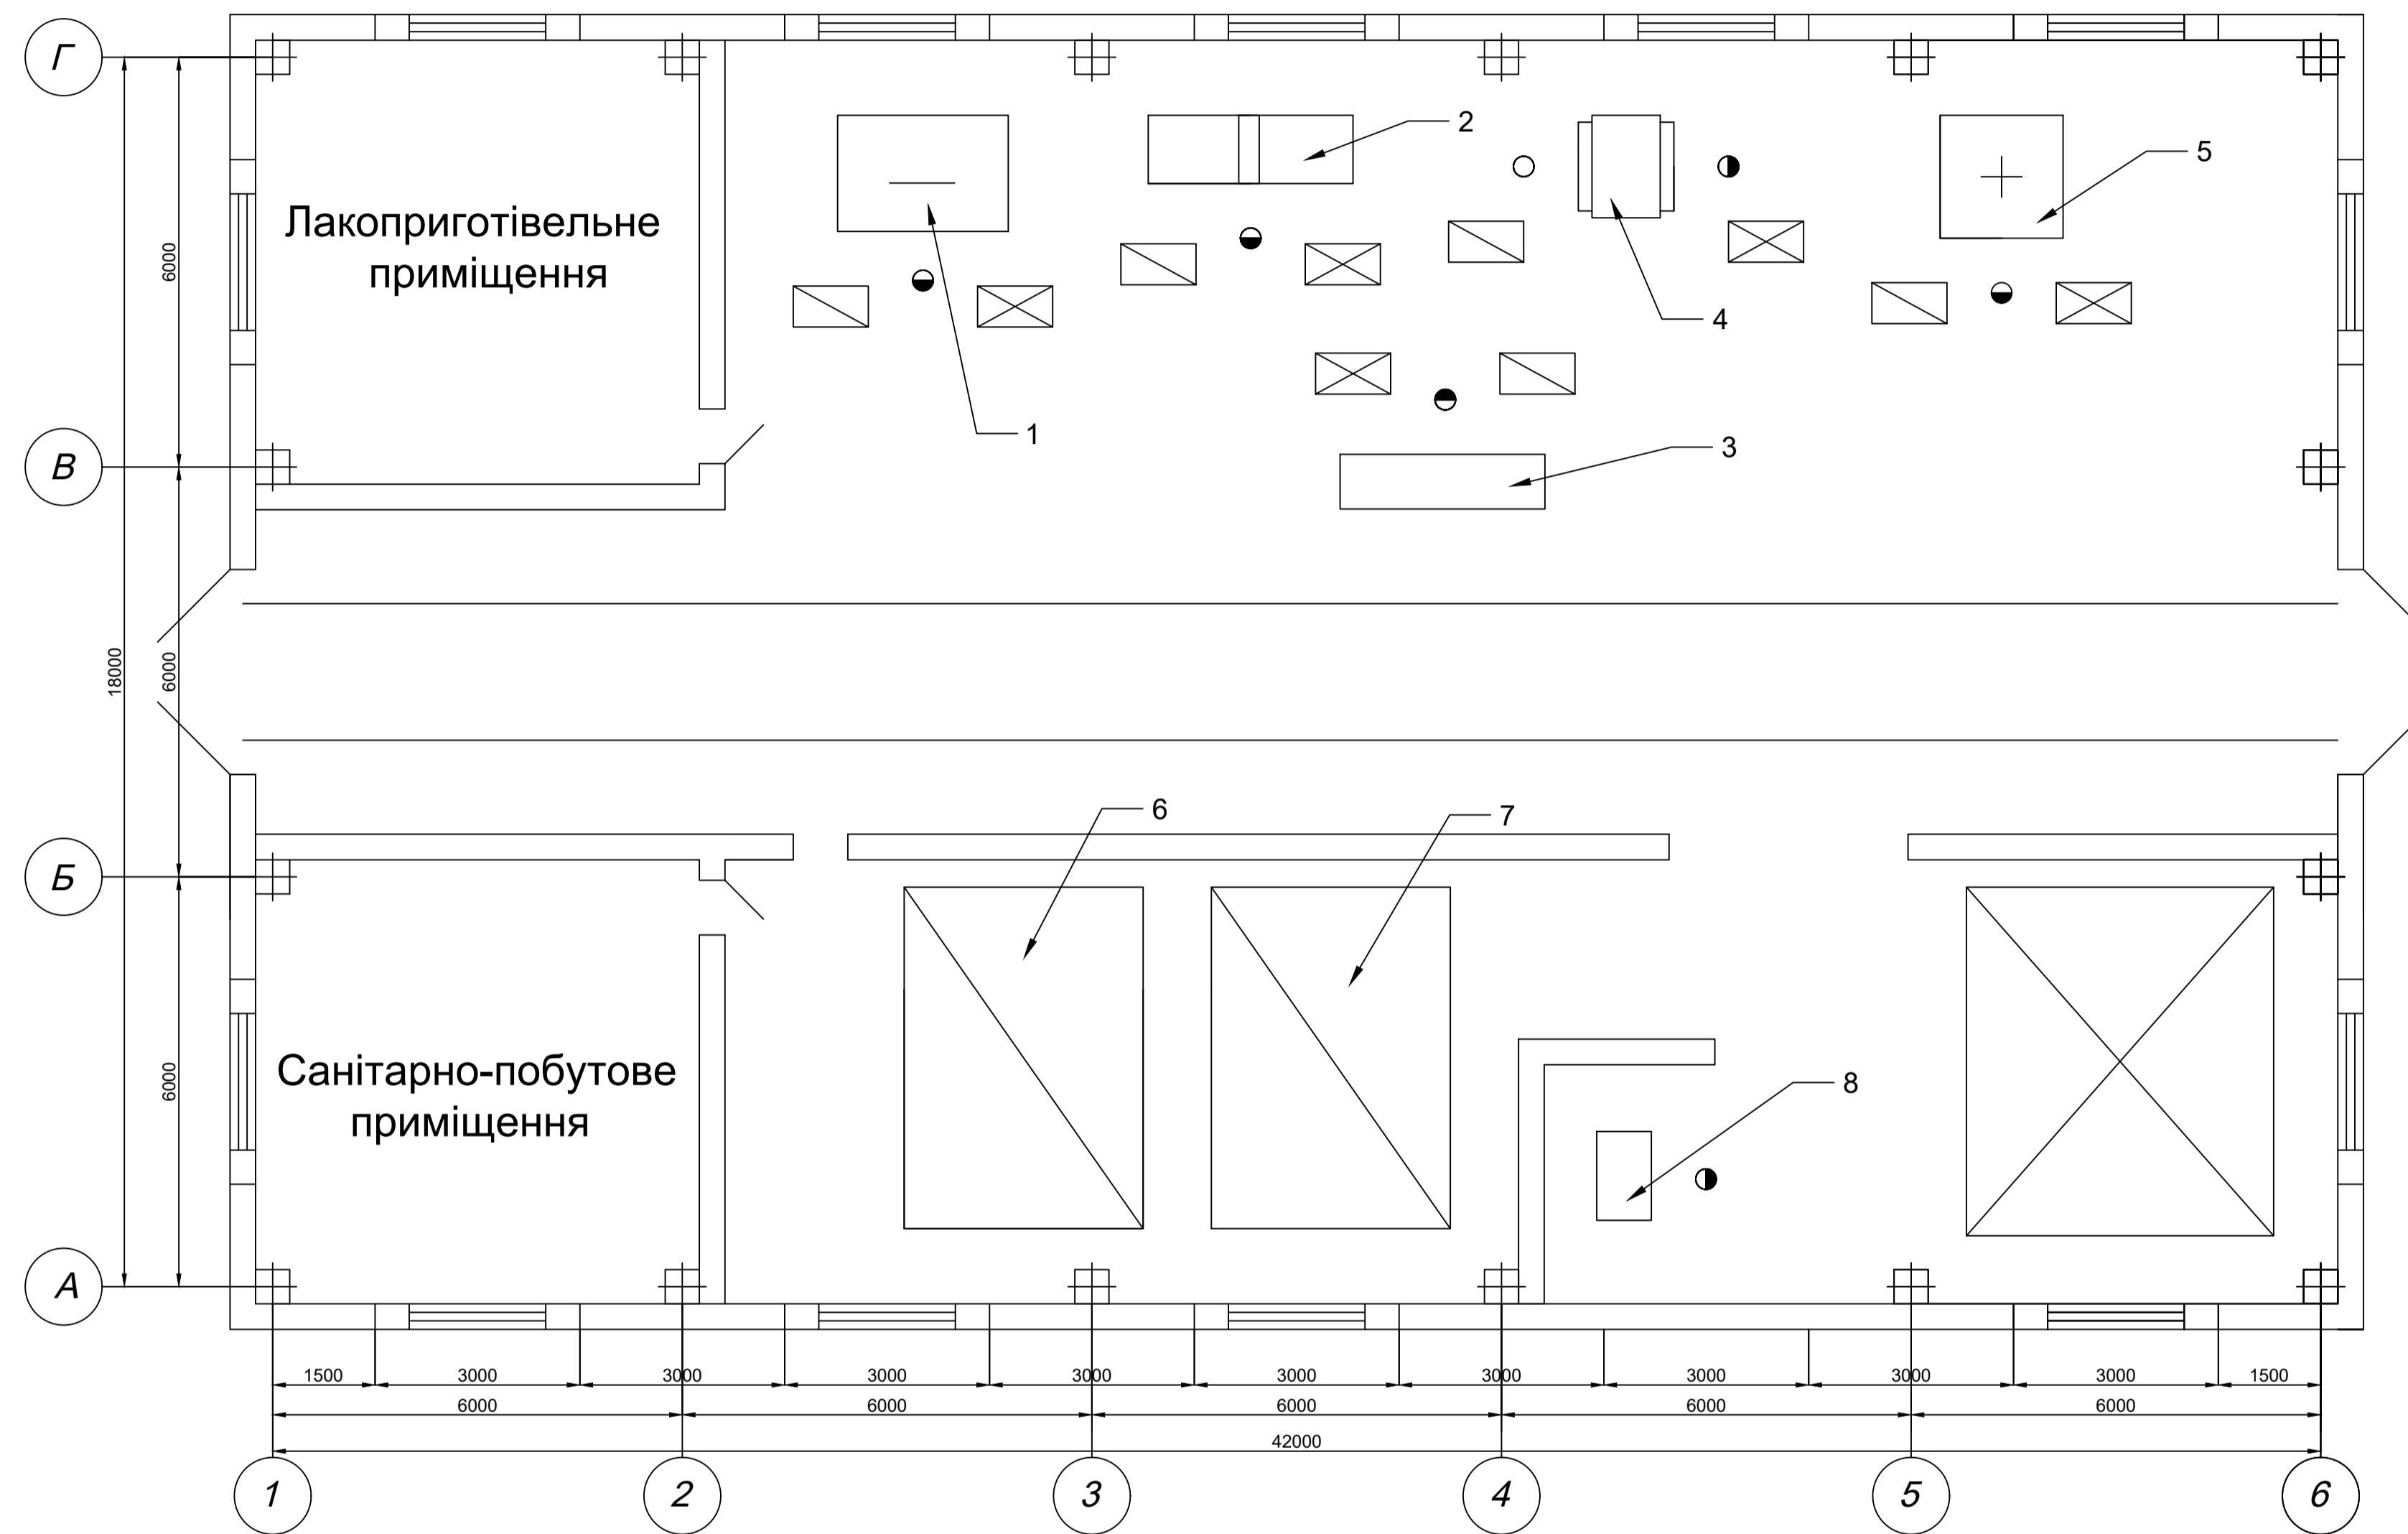 Г
2
5
Лакоприготівельне
приміщення
6000
4
1
3
В
18000
6000
6
7
Б
Санітарно-побутове
приміщення
6000
8
А
1500 3000 3000 3000 3000 3000 3000 3000 3000 3000 1500
6000 6000 6000 6000 6000
42000
1 2 3 4 5 6